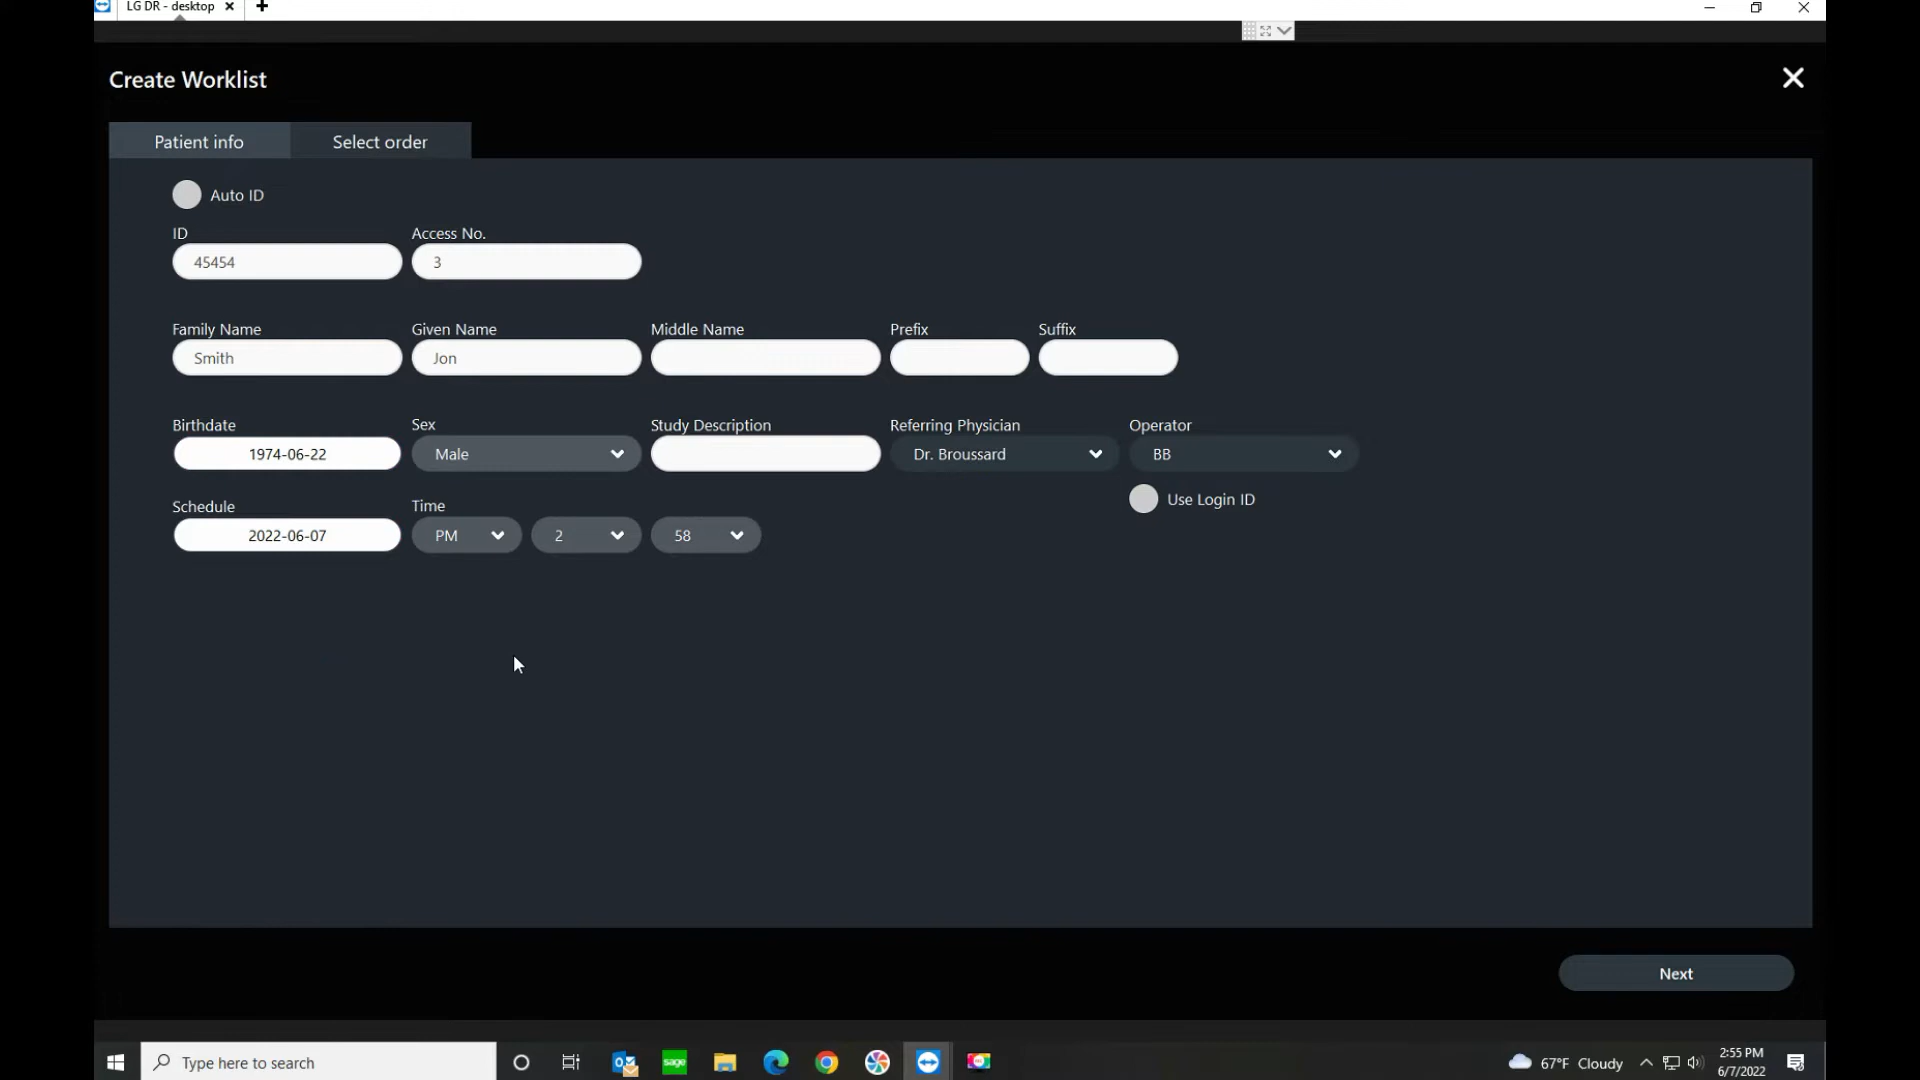 LG DR - desktop
Create Worklist
Patient info Select order
Auto ID
ID Access No.
45454 3
Family Name Given Name Middle Name Prefix Suffix
Smith Jon
Birthdate Sex Study Description Referring Physician Operator
1974-06-22 Male Dr. Broussard BB
Use Login ID
Schedule Time
2022-06-07 PM 2 58
Next
Type here to search sage 67°F Cloudy 2:55 PM
6/7/2022